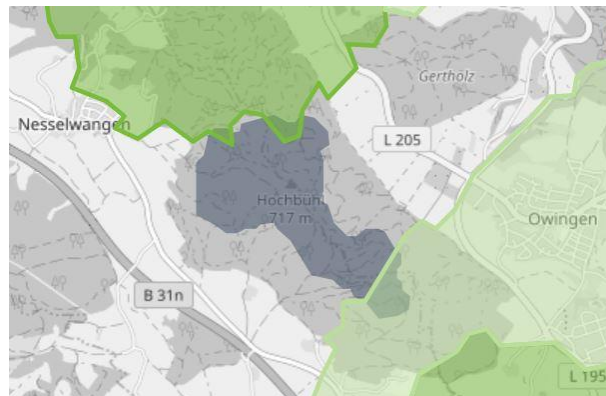 Gertholz
Nesselwangen
L 205
Hochbühl
717 m
Owingen
B 31n
L 195